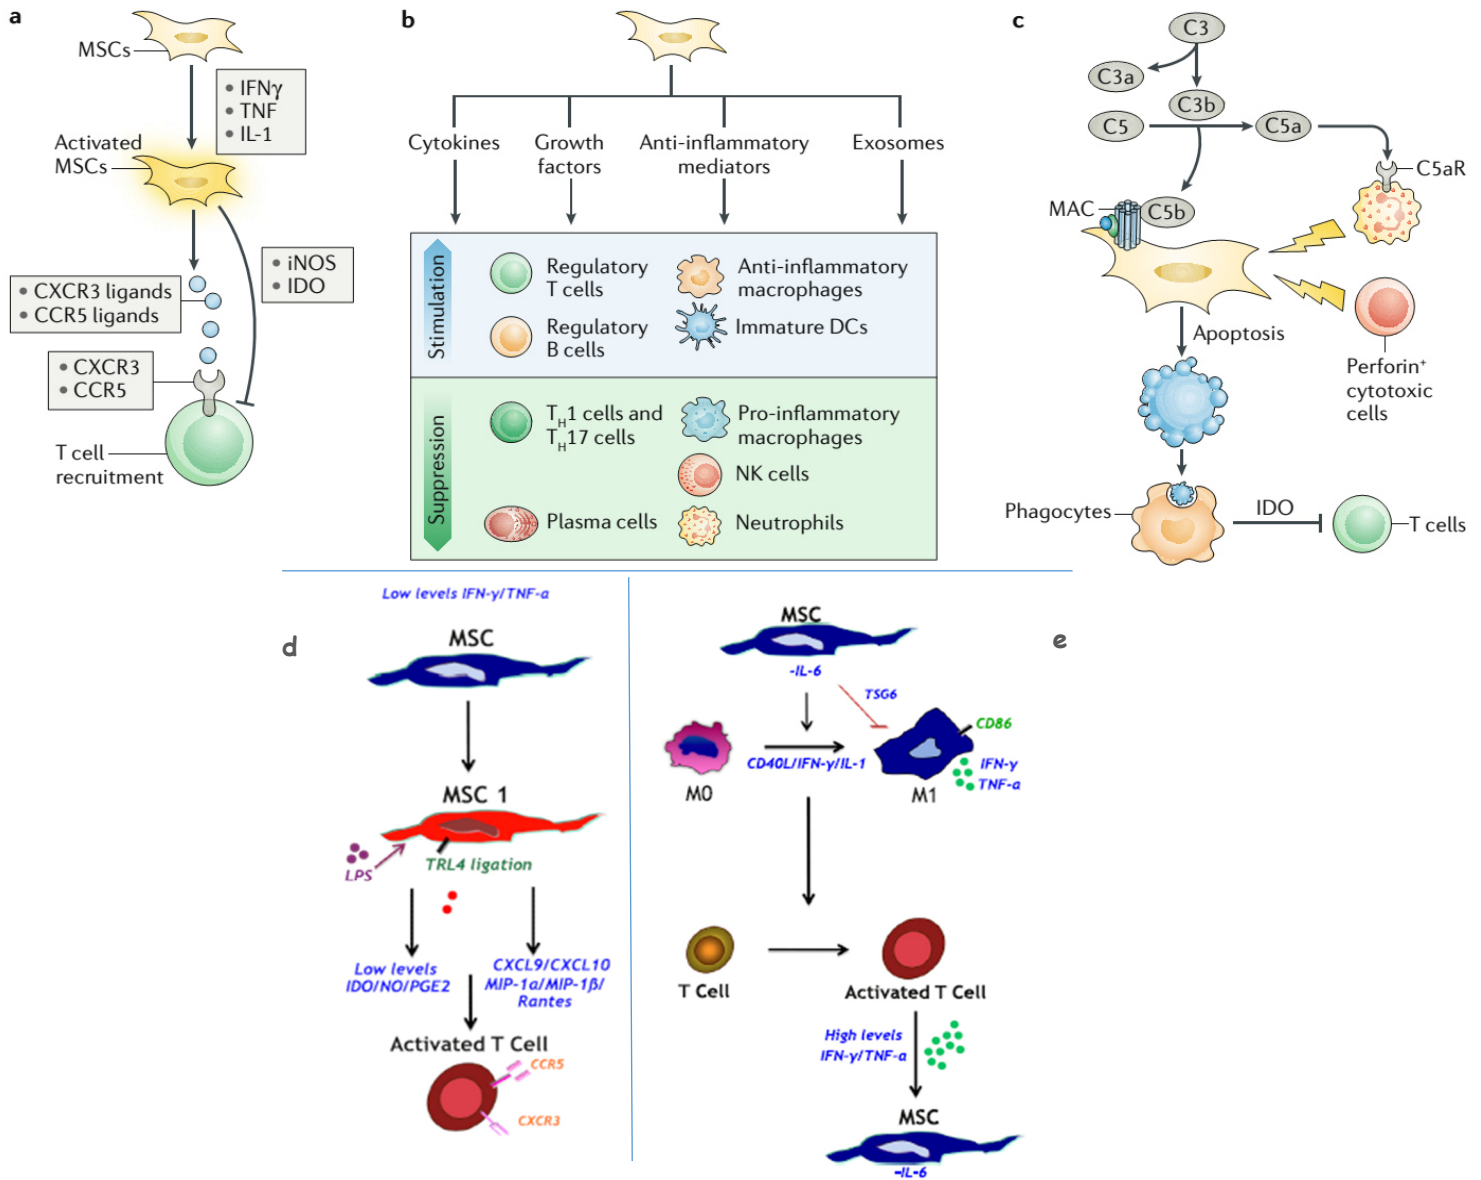 a
MSCs
IFNγ
TNF
IL-1
Activated
MSCs
iNOS
IDO
CXCR3 ligands
CCR5 ligands
CXCR3
CCR5
T cell
recruitment
b
Cytokines
Growth
factors
Anti-inflammatory
mediators
Exosomes
Stimulation
Regulatory
T cells
Anti-inflammatory
macrophages
Regulatory
B cells
Immature DCs
Suppression
TH1 cells and
TH17 cells
Pro-inflammatory
macrophages
NK cells
Plasma cells
Neutrophils
c
C3
C3a
C3b
C5
C5a
C5aR
MAC
C5b
Apoptosis
Perforin+
cytotoxic
cells
Phagocytes
IDO
T cells
d
Low levels IFN-γ/TNF-α
MSC
MSC 1
LPS
TRL4 ligation
Low levels
IDO/NO/PGE2
CXCL9/CXCL10
MIP-1α/MIP-1β/
Rantes
Activated T Cell
CCR5
CXCR3
e
MSC
-IL-6
TSG6
CD86
CD40L/IFN-γ/IL-1
IFN-γ
TNF-α
M0
M1
T Cell
Activated T Cell
High levels
IFN-γ/TNF-α
MSC
-IL-6